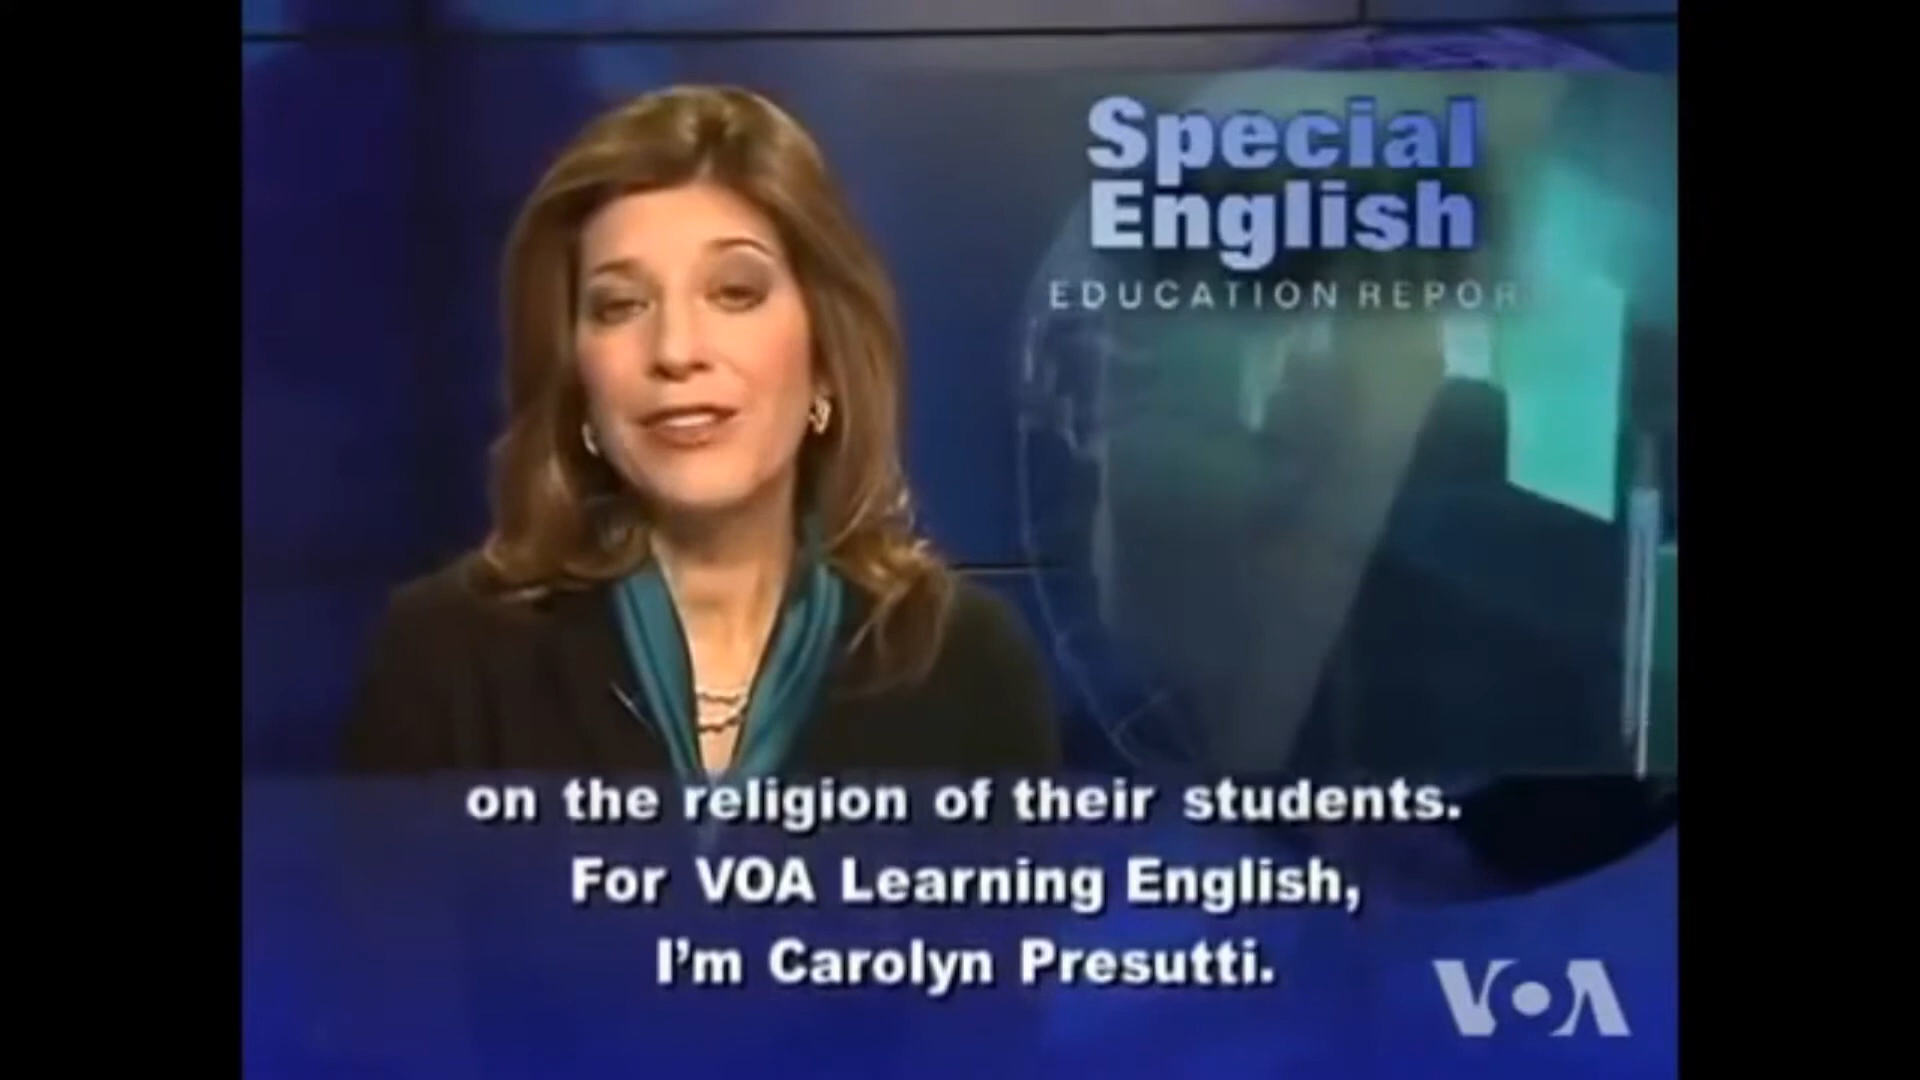 Special
English
EDUCATION REPOR
on the religion of their students.
For VOA Learning English,
I'm Carolyn Presutti.
VOA